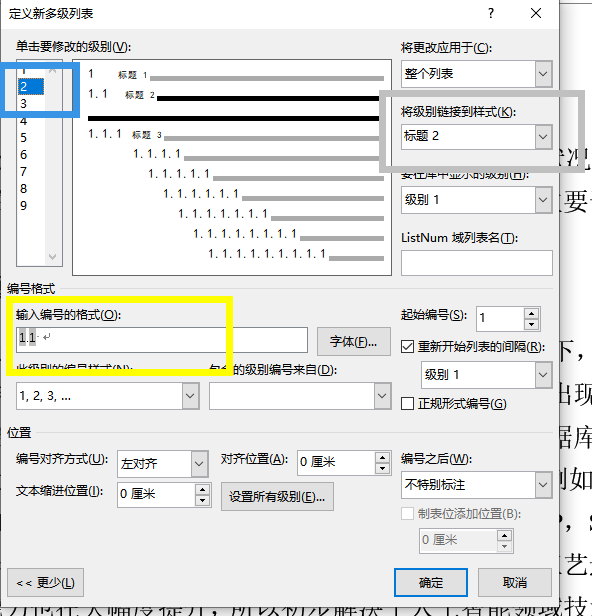 定义新多级列表
?
单击要修改的级别(V):
将更改应用于(C):
1
2
3
4
5
6
7
8
9
1 标题 1
1.1 标题 2
1.1.1 标题 3
1.1.1.1
1.1.1.1.1
1.1.1.1.1.1
1.1.1.1.1.1.1
1.1.1.1.1.1.1.1
1.1.1.1.1.1.1.1.1
整个列表
将级别链接到样式(K):
标题 2
要在库中显示的级别(H):
级别 1
ListNum 域列表名(T):
编号格式
输入编号的格式(O):
1.1
字体(F)...
起始编号(S): 1
重新开始列表的间隔(R):
级别 1
正规形式编号(G)
此级别的编号样式(N):
包含的级别编号来自(D):
1, 2, 3, ...
位置
编号对齐方式(U): 左对齐
对齐位置(A): 0 厘米
编号之后(W):
不特别标注
文本缩进位置(I): 0 厘米
设置所有级别(E)...
制表位添加位置(B):
0 厘米
<< 更少(L)
确定
取消
状况
要
下，
出现
据库
例如
，